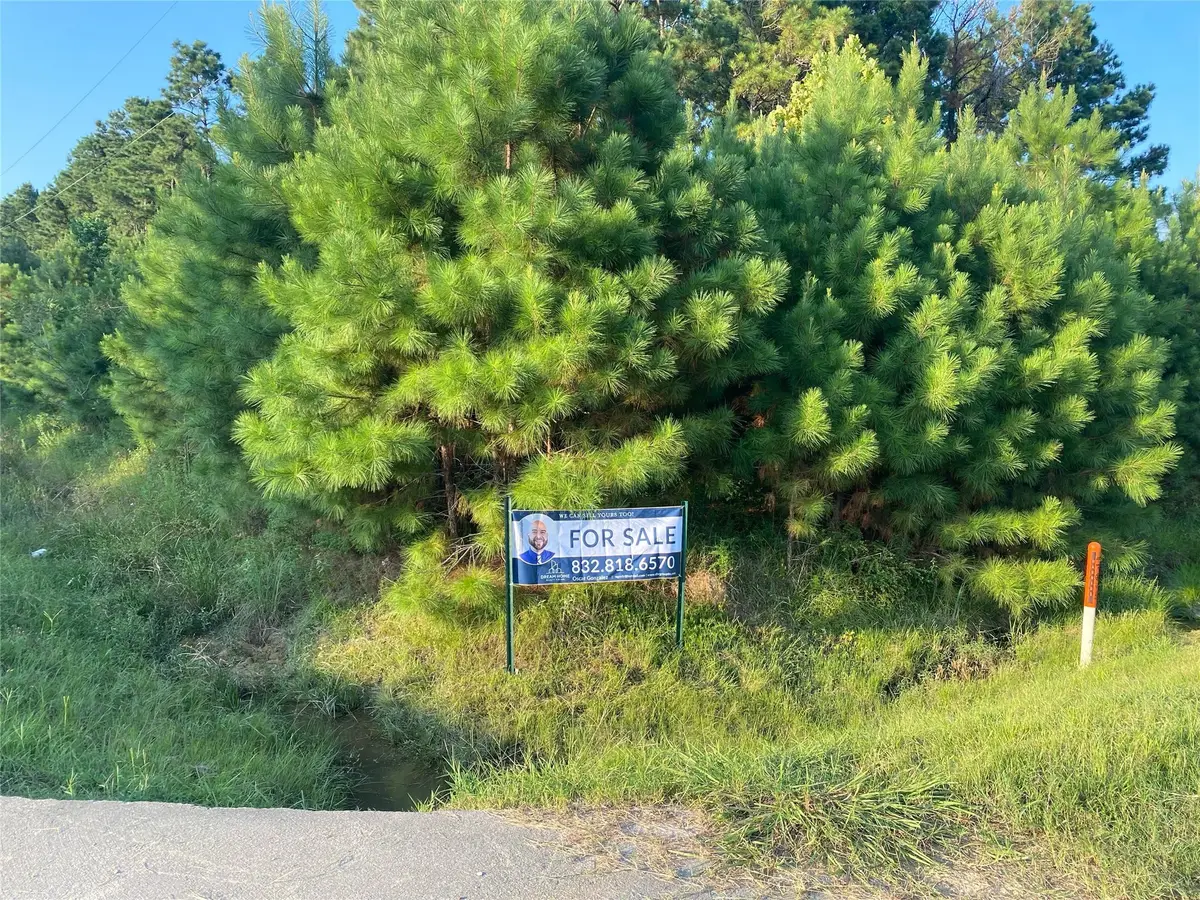 WE CAN SELL YOURS TOO!
FOR SALE
832.818.6570
DREAM HOME
Oscar Gonzalez